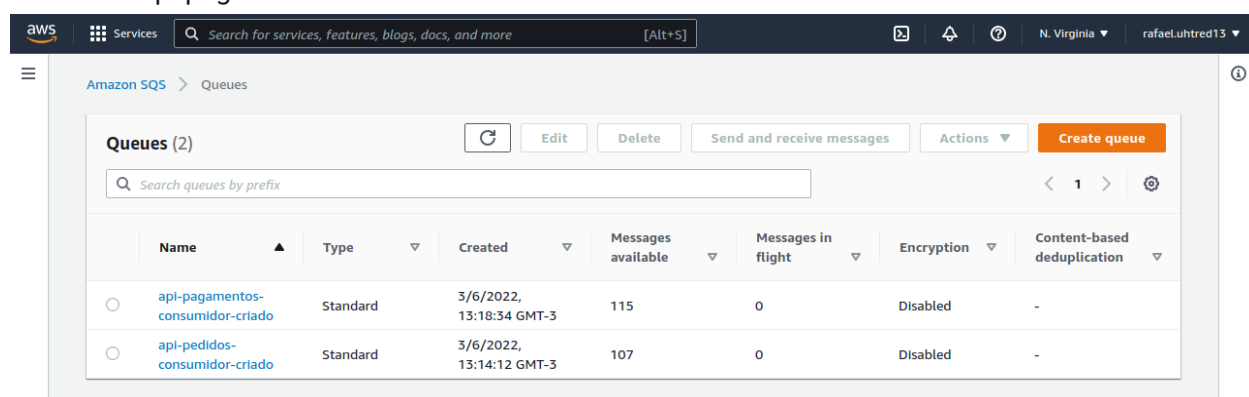 aws Services Search for services, features, blogs, docs, and more [Alt+S] N. Virginia ▼ rafael.uhtred13 ▼
Amazon SQS > Queues
Queues (2) Edit Delete Send and receive messages Actions ▼ Create queue
Search queues by prefix < 1 >
Name ▲ Type Created Messages available Messages in flight Encryption Content-based deduplication
api-pagamentos-consumidor-criado Standard 3/6/2022, 13:18:34 GMT-3 115 0 Disabled -
api-pedidos-consumidor-criado Standard 3/6/2022, 13:14:12 GMT-3 107 0 Disabled -